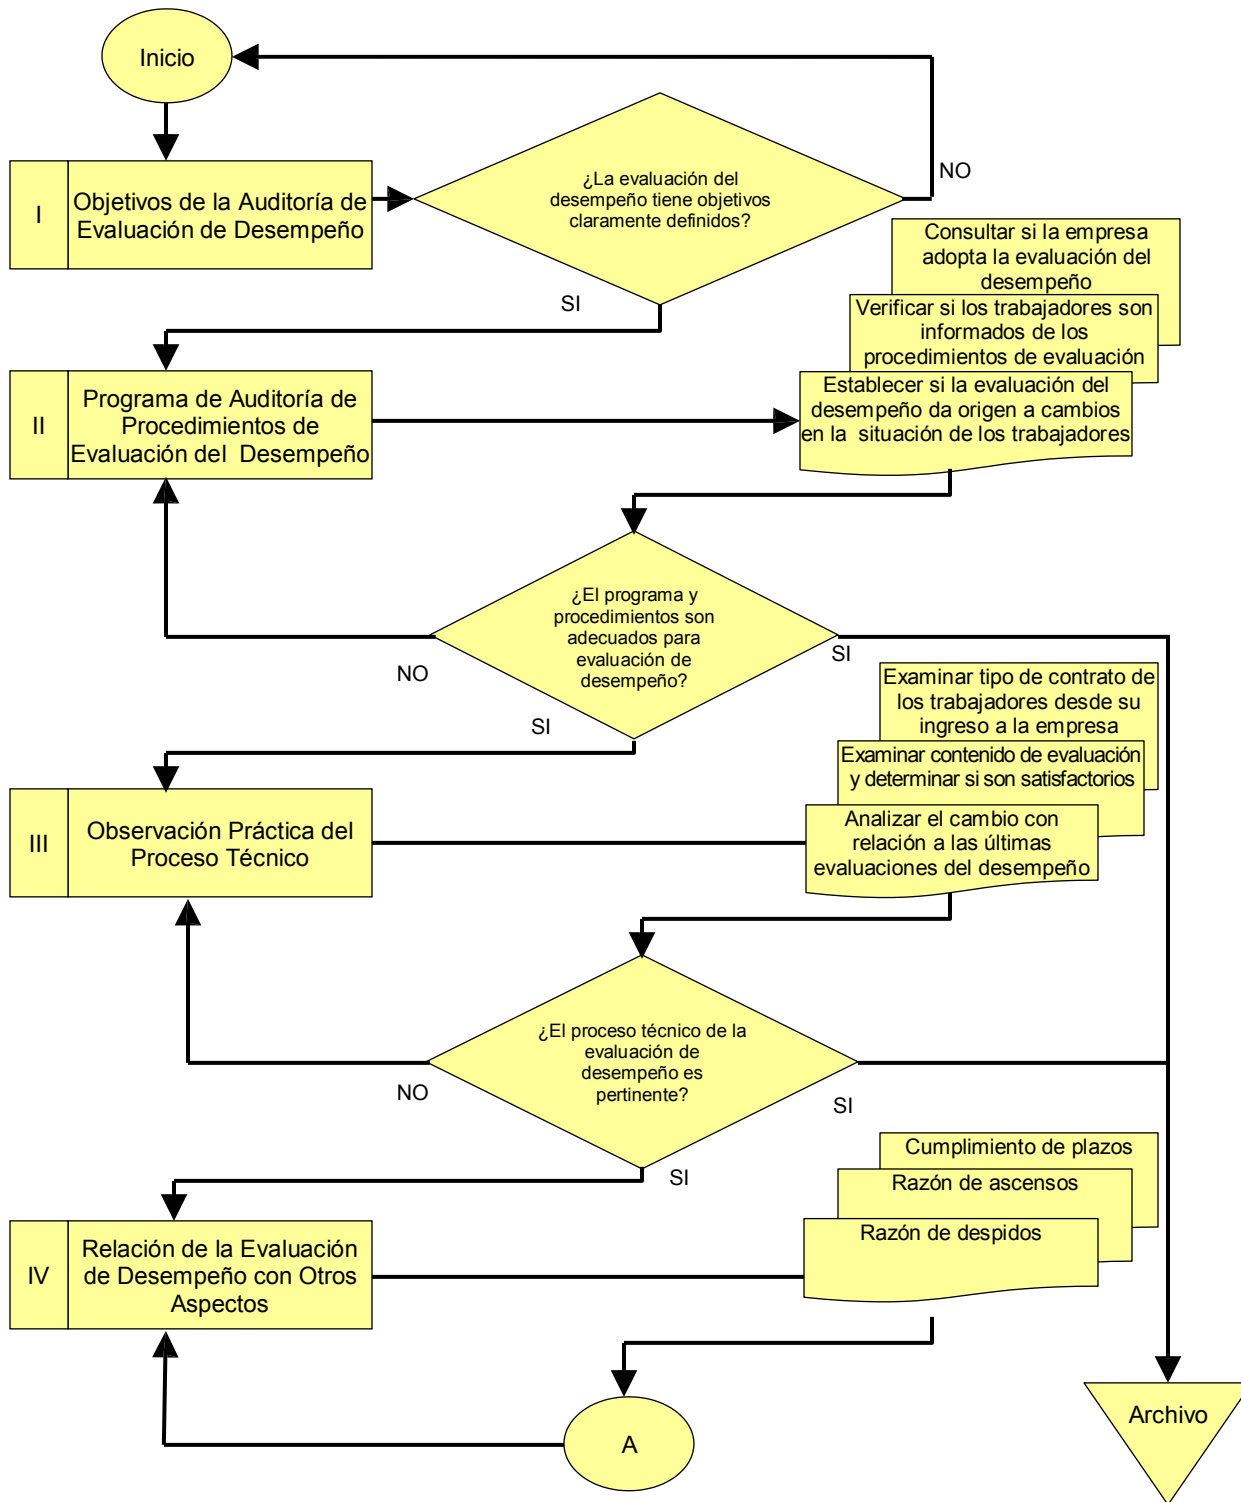 Inicio
NO
¿La evaluación del
desempeño tiene objetivos
claramente definidos?
I
Objetivos de la Auditoría de
Evaluación de Desempeño
SI
Consultar si la empresa
adopta la evaluación del
desempeño
Verificar si los trabajadores son
informados de los
procedimientos de evaluación
Establecer si la evaluación del
desempeño da origen a cambios
en la situación de los trabajadores
II
Programa de Auditoría de
Procedimientos de
Evaluación del Desempeño
¿El programa y
procedimientos son
adecuados para
evaluación de
desempeño?
NO
SI
SI
Examinar tipo de contrato de
los trabajadores desde su
ingreso a la empresa
Examinar contenido de evaluación
y determinar si son satisfactorios
Analizar el cambio con
relación a las últimas
evaluaciones del desempeño
III
Observación Práctica del
Proceso Técnico
¿El proceso técnico de la
evaluación de
desempeño es
pertinente?
NO
SI
SI
Cumplimiento de plazos
Razón de ascensos
Razón de despidos
IV
Relación de la Evaluación
de Desempeño con Otros
Aspectos
A
Archivo